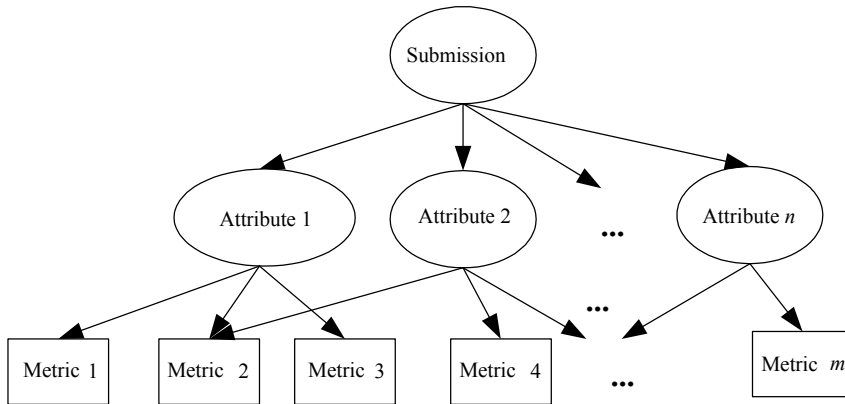 Submission
Attribute 1
Attribute 2
...
Attribute n
...
Metric 1
Metric 2
Metric 3
Metric 4
...
Metric m